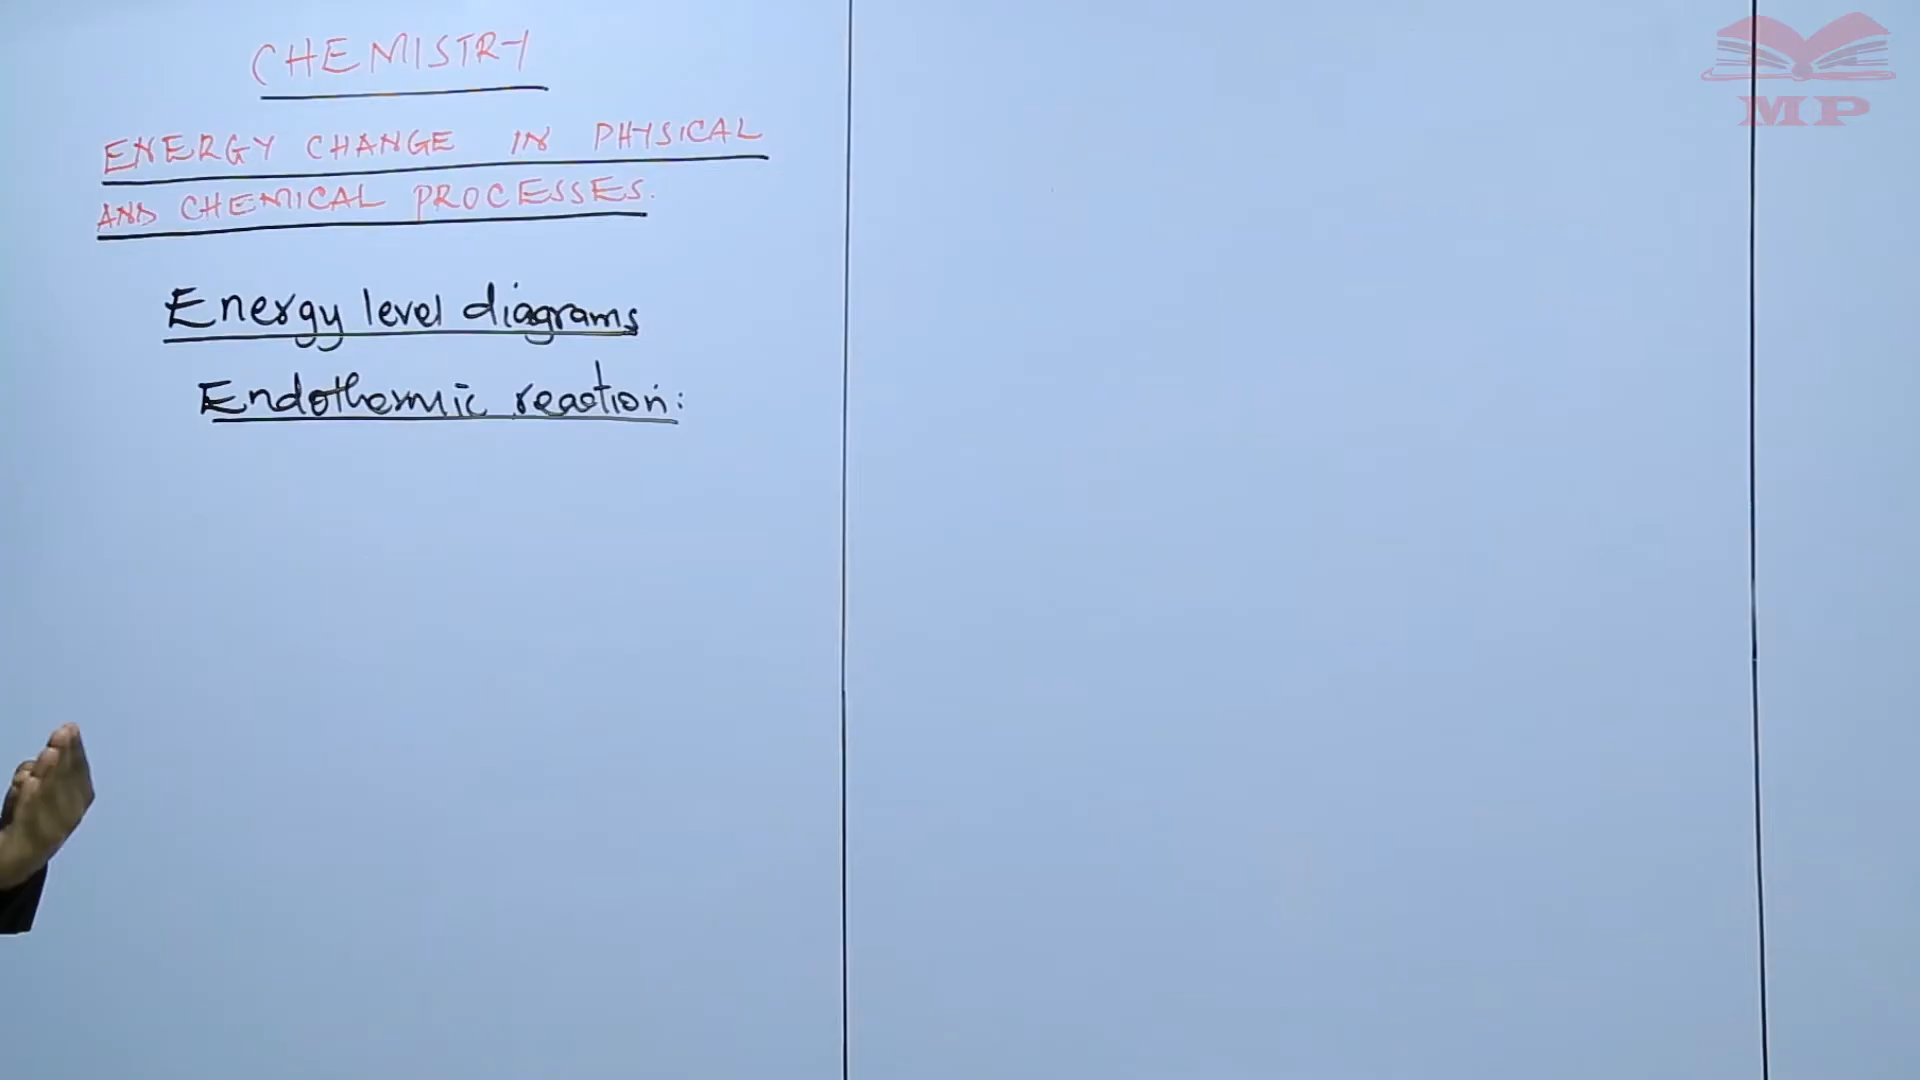 CHEMISTRY
ENERGY CHANGE IN PHYSICAL
AND CHEMICAL PROCESSES.
Energy level diagrams
Endothermic reaction:
MP